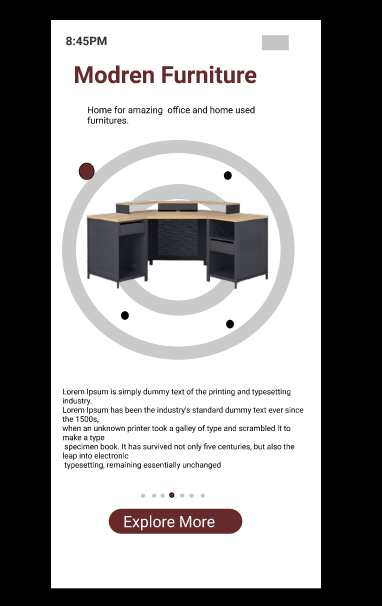 8:45PM
Modren Furniture
Home for amazing office and home used
furnitures.
Lorem Ipsum is simply dummy text of the printing and typesetting
industry.
Lorem Ipsum has been the industry's standard dummy text ever since
the 1500s,
when an unknown printer took a galley of type and scrambled it to
make a type
specimen book. It has survived not only five centuries, but also the
leap into electronic
typesetting, remaining essentially unchanged
Explore More